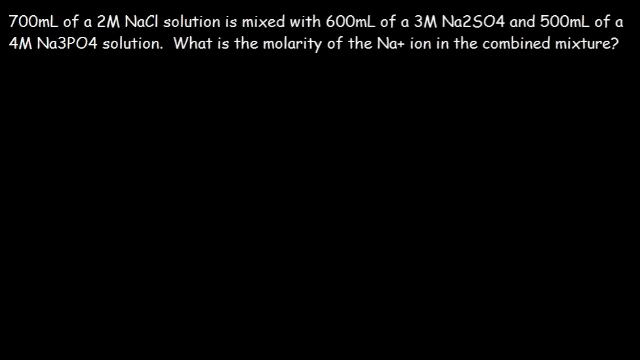 700mL of a 2M NaCl solution is mixed with 600mL of a 3M Na2SO4 and 500mL of a
4M Na3PO4 solution.  What is the molarity of the Na+ ion in the combined mixture?